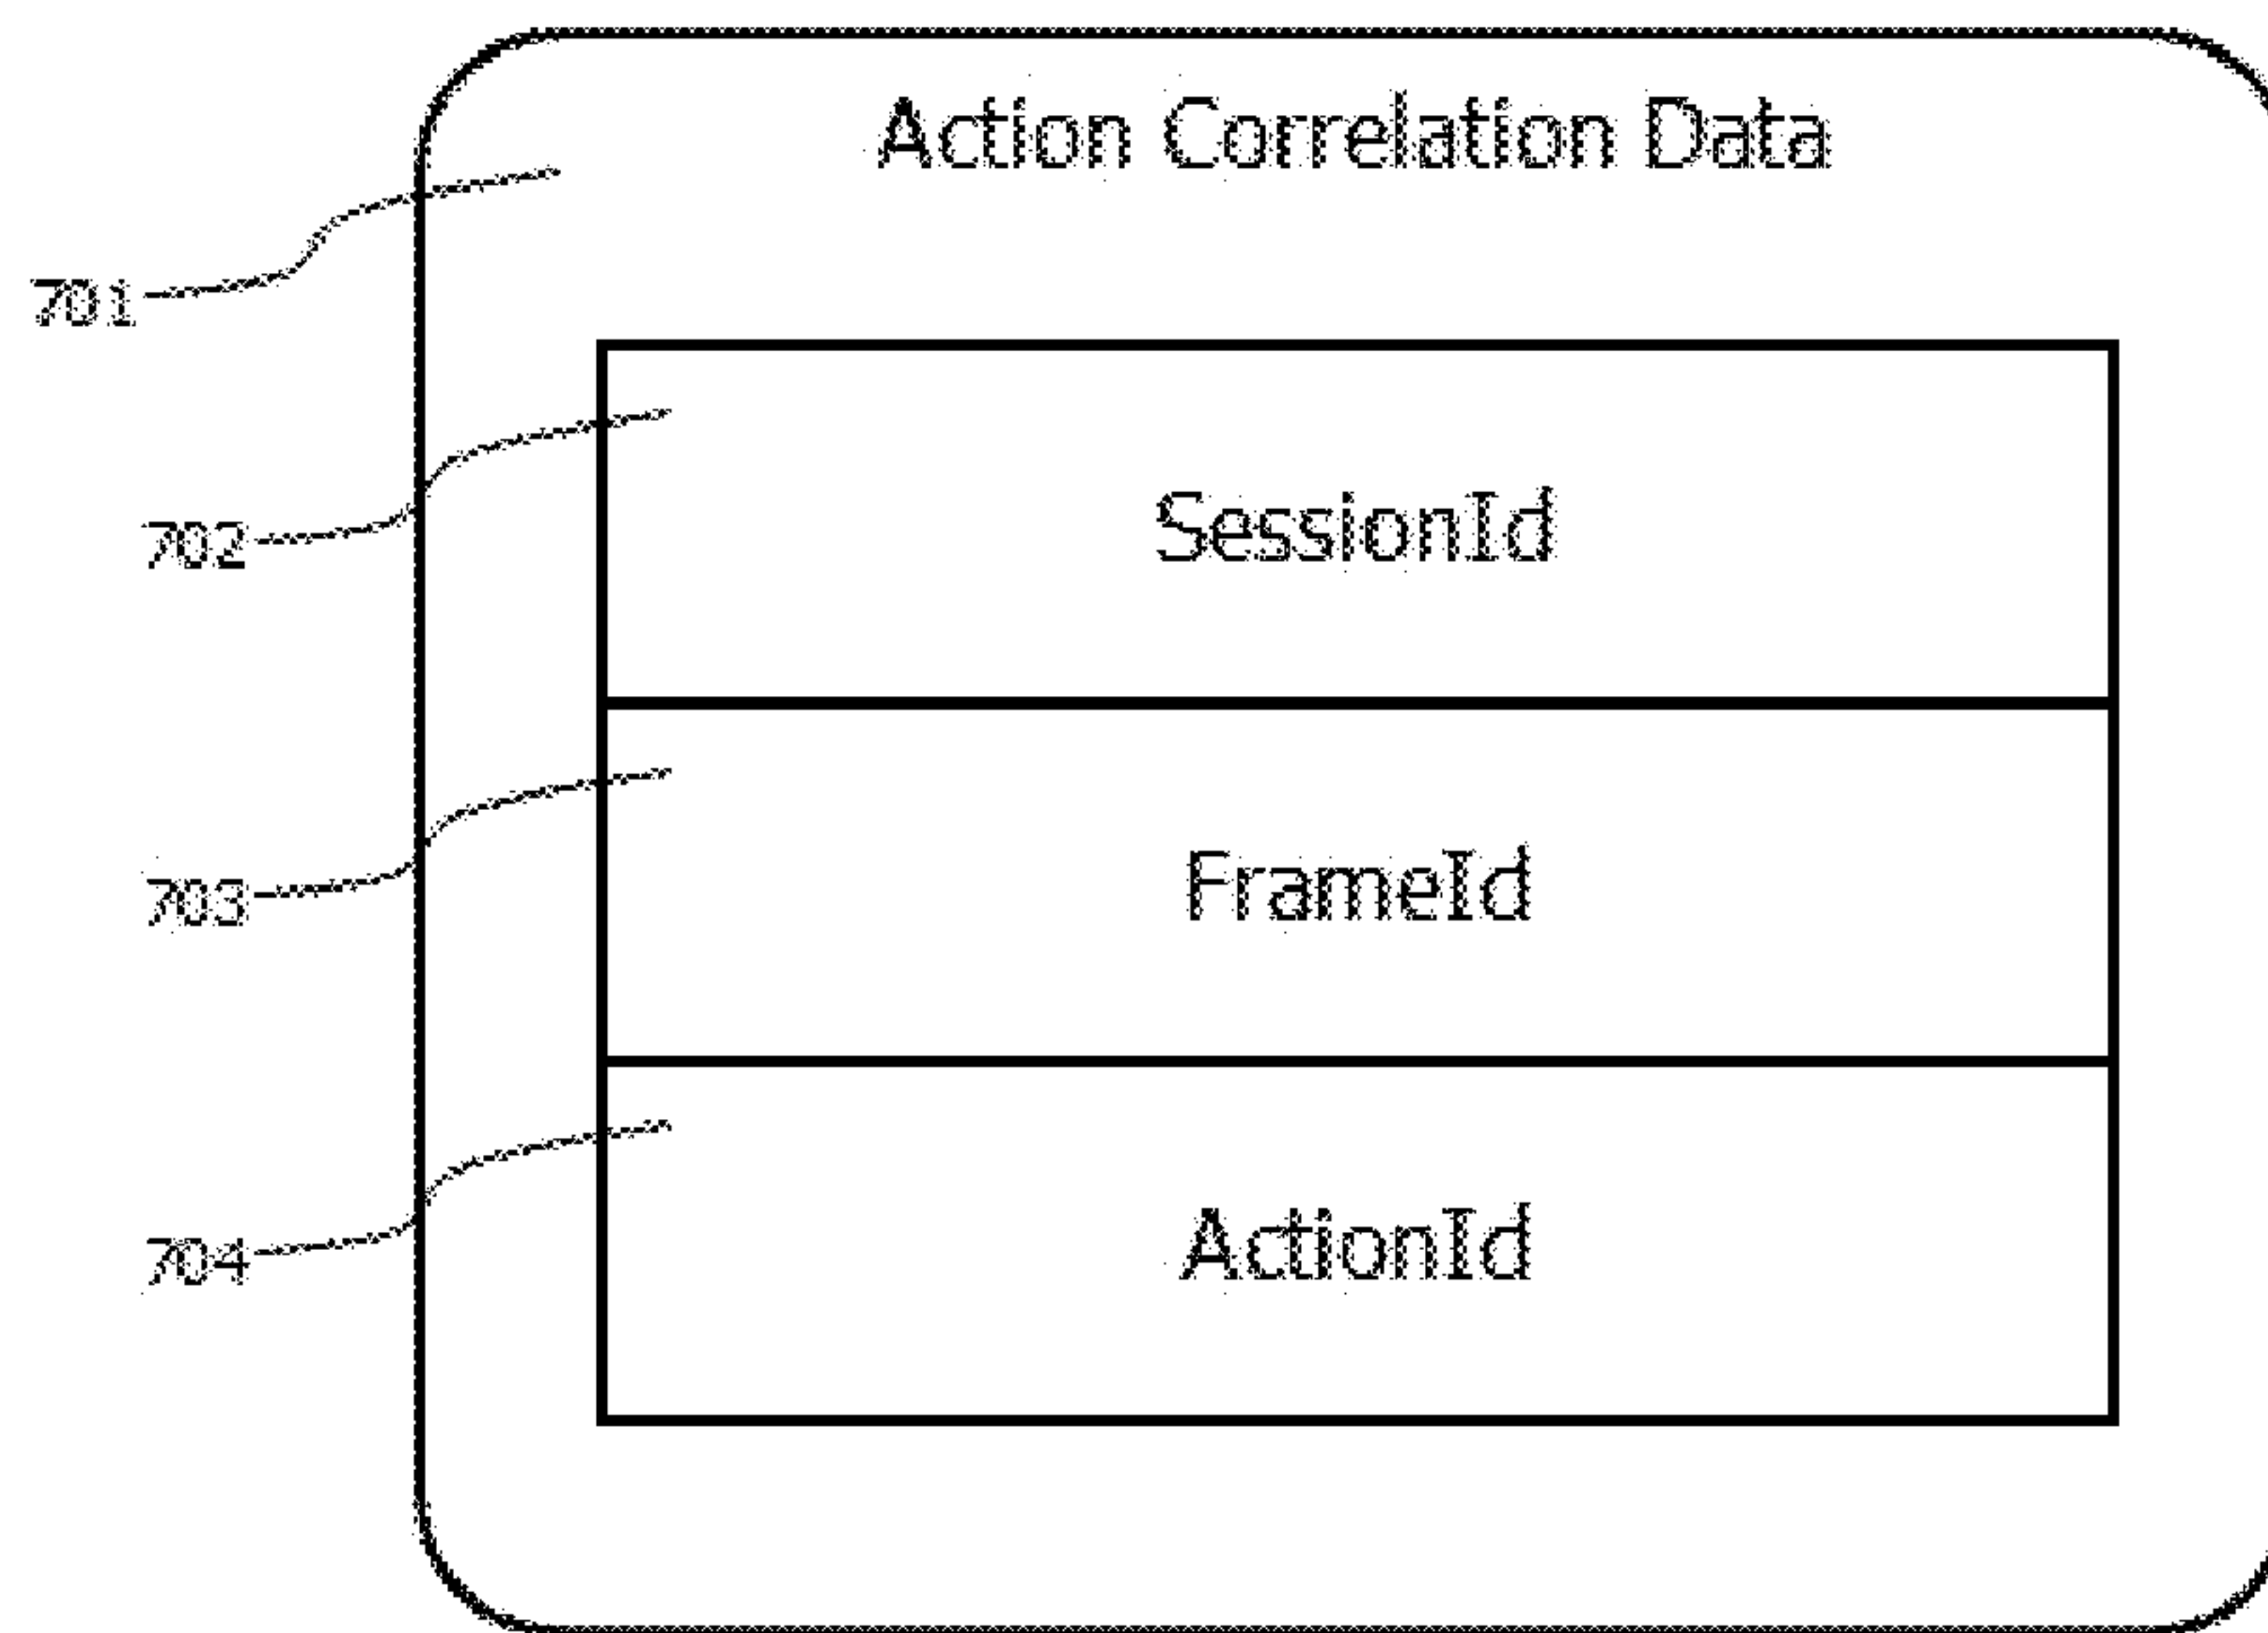 Action Correlation Data
701
702
SessionId
703
FrameId
704
ActionId